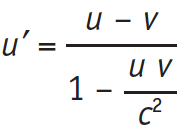 u′ = (u − v) / (1 − (u v / c²))